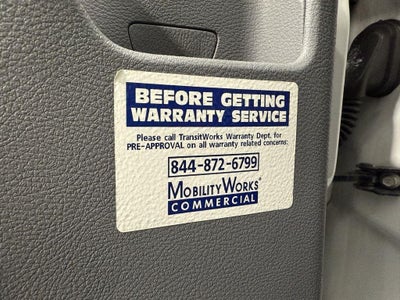 BEFORE GETTING
WARRANTY SERVICE
Please call TransitWorks Warranty Dept. for
PRE-APPROVAL on all warranty related concerns:
844-872-6799
MOBILITYWORKS®
COMMERCIAL